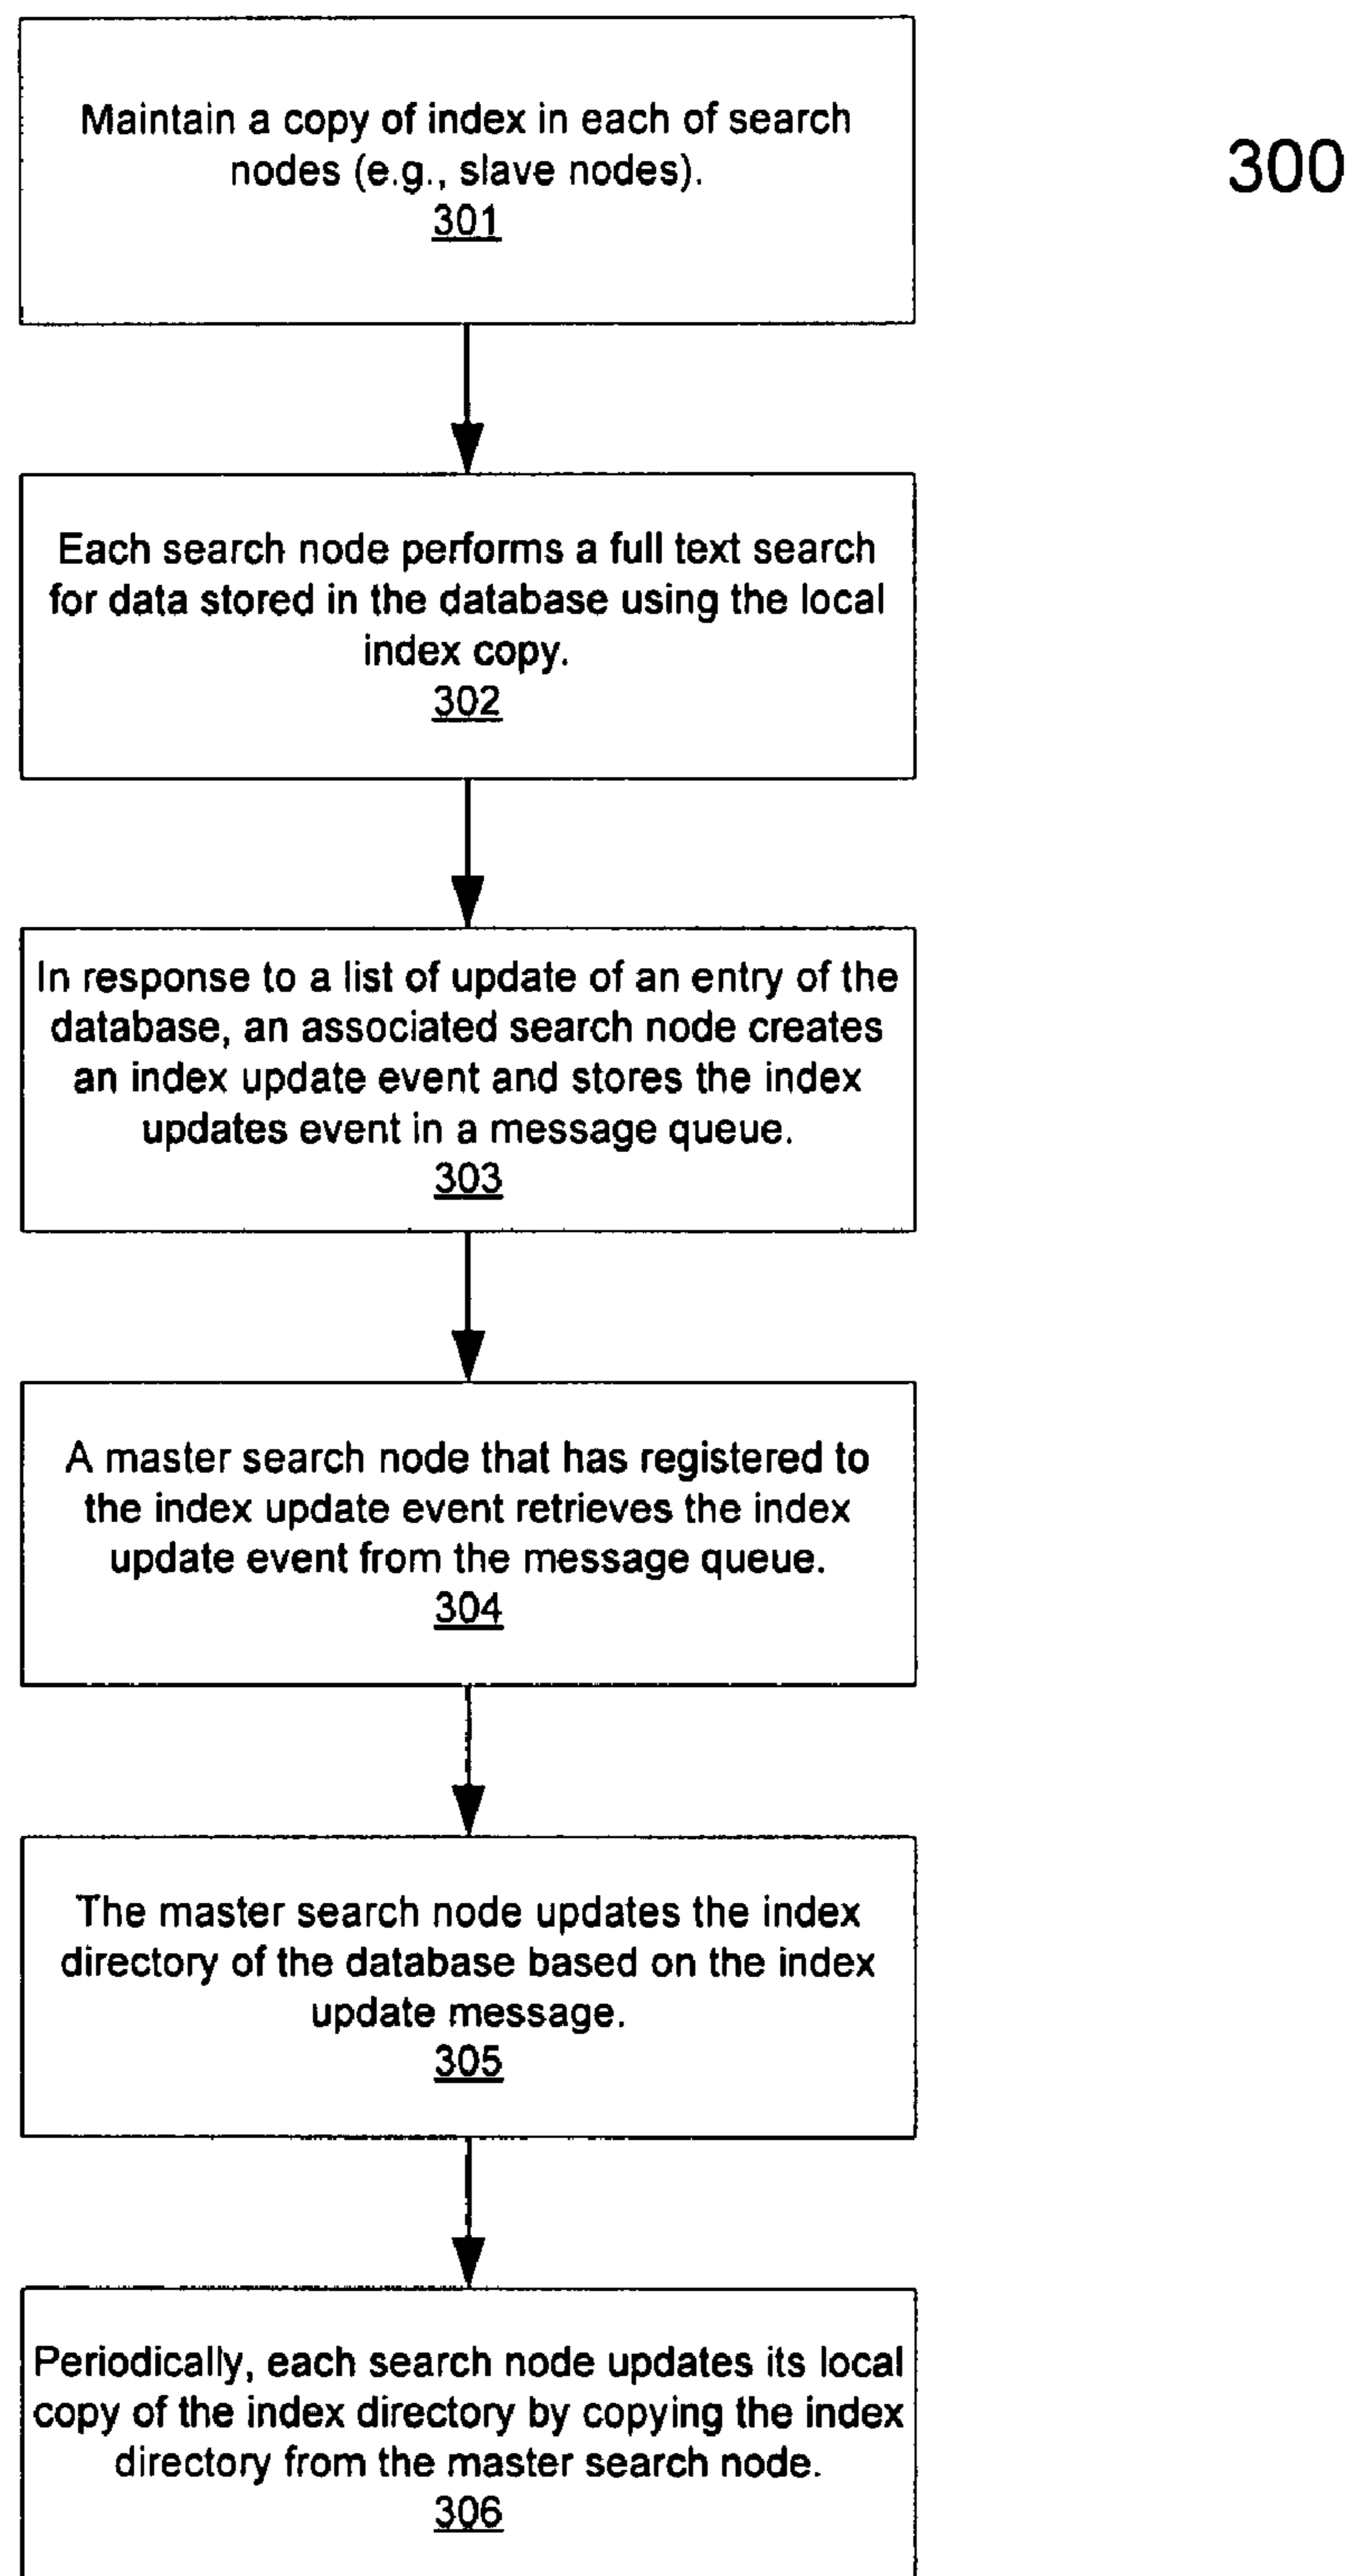 Maintain a copy of index in each of search
nodes (e.g., slave nodes).
301
300
Each search node performs a full text search
for data stored in the database using the local
index copy.
302
In response to a list of update of an entry of the
database, an associated search node creates
an index update event and stores the index
updates event in a message queue.
303
A master search node that has registered to
the index update event retrieves the index
update event from the message queue.
304
The master search node updates the index
directory of the database based on the index
update message.
305
Periodically, each search node updates its local
copy of the index directory by copying the index
directory from the master search node.
306